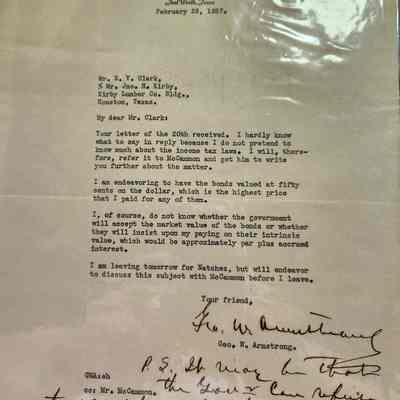 Fort Worth, Texas
February 25, 1937.
Mr. E. V. Clark,
% Mr. Jno. H. Kirby,
Kirby Lumber Co. Bldg.,
Houston, Texas.
My dear Mr. Clark:
Your letter of the 20th received. I hardly know
what to say in reply because I do not pretend to
know much about the income tax laws. I will, there-
fore, refer it to McCammon and get him to write
you further about the matter.
I am endeavoring to have the bonds valued at fifty
cents on the dollar, which is the highest price
that I paid for any of them.
I, of course, do not know whether the government
will accept the market value of the bonds or whether
they will insist upon my paying on their intrinsic
value, which would be approximately par plus accrued
interest.
I am leaving tomorrow for Natchez, but will endeavor
to discuss this subject with McCammon before I leave.
Your friend,
Geo. W. Armstrong
Geo. W. Armstrong.
GWA:eh
P.S. It may be that
cc: Mr. McCammon.
the Gov't can